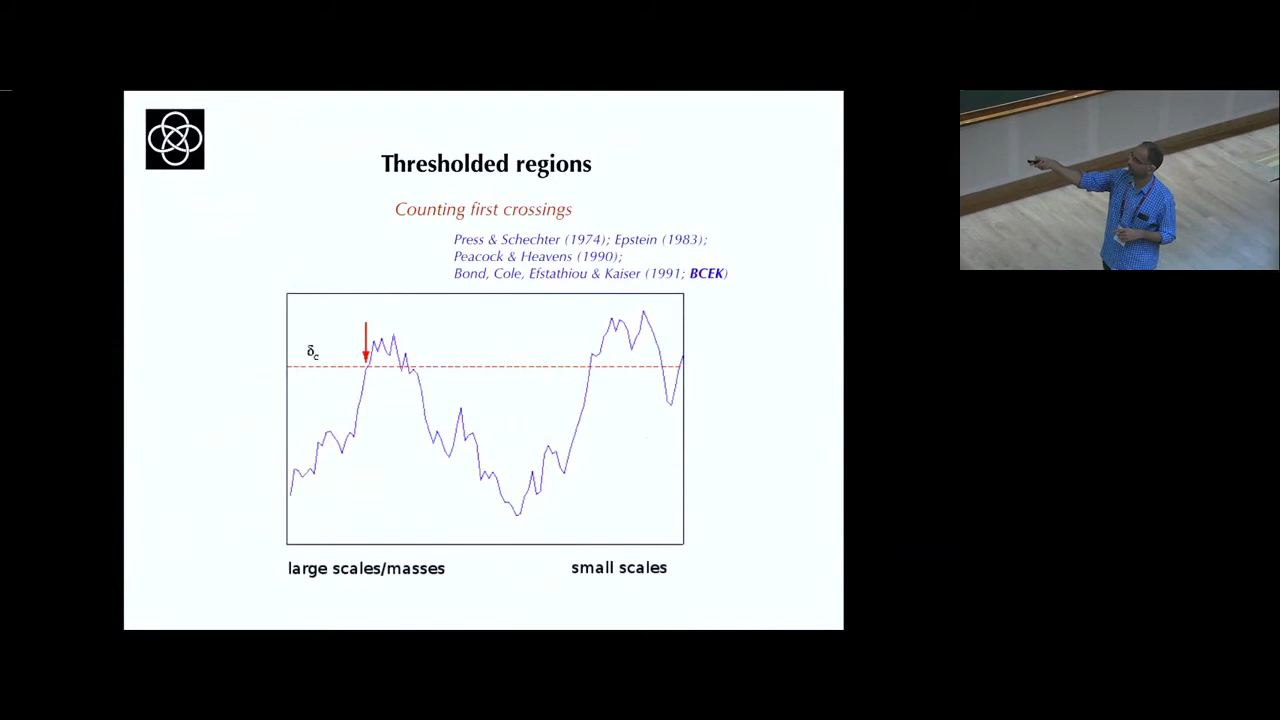 Thresholded regions
Counting first crossings
Press & Schechter (1974); Epstein (1983);
Peacock & Heavens (1990);
Bond, Cole, Efstathiou & Kaiser (1991; BCEK)
δc
large scales/masses
small scales